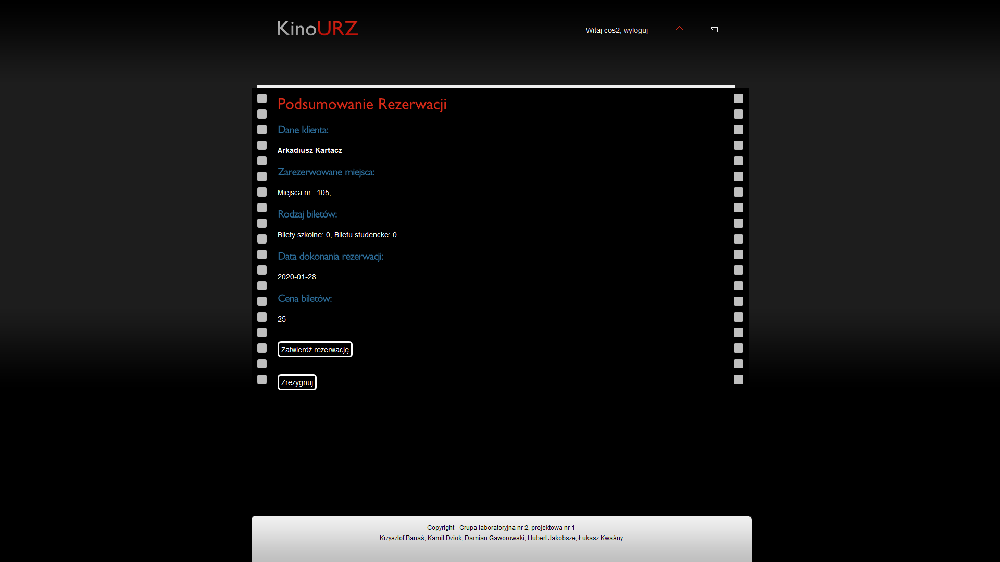 KinoURZ
Witaj cos2, wyloguj
Podsumowanie Rezerwacji
Dane klienta:
Arkadiusz Kartacz
Zarezerwowane miejsca:
Miejsca nr.: 105,
Rodzaj biletów:
Bilety szkolne: 0, Biletu studencke: 0
Data dokonania rezerwacji:
2020-01-28
Cena biletów:
25
Zatwierdź rezerwację
Zrezygnuj
Copyright - Grupa laboratoryjna nr 2, projektowa nr 1
Krzysztof Banaś, Kamil Dziok, Damian Gaworowski, Hubert Jakobsze, Łukasz Kwaśny